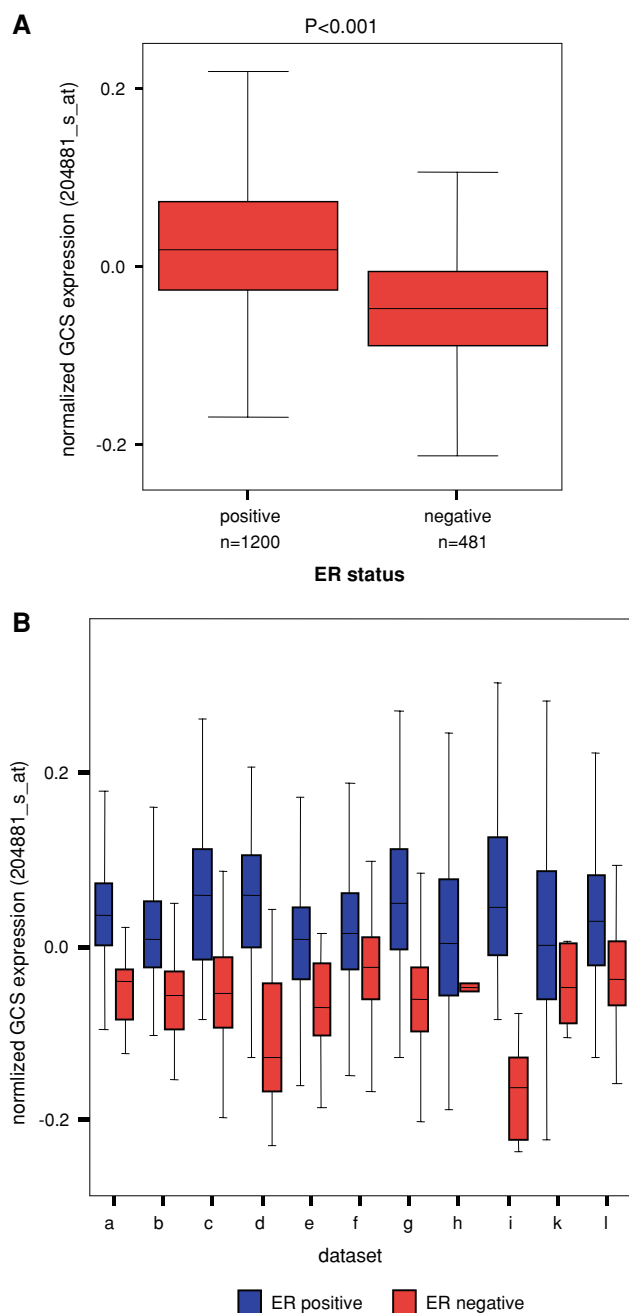 A
P<0.001
normalized GCS expression (204881_s_at)
0.2
0.0
-0.2
positive negative
n=1200 n=481
ER status
B
normlized GCS expression (204881_s_at)
0.2
0.0
-0.2
a b c d e f g h i k l
dataset
ER positive ER negative